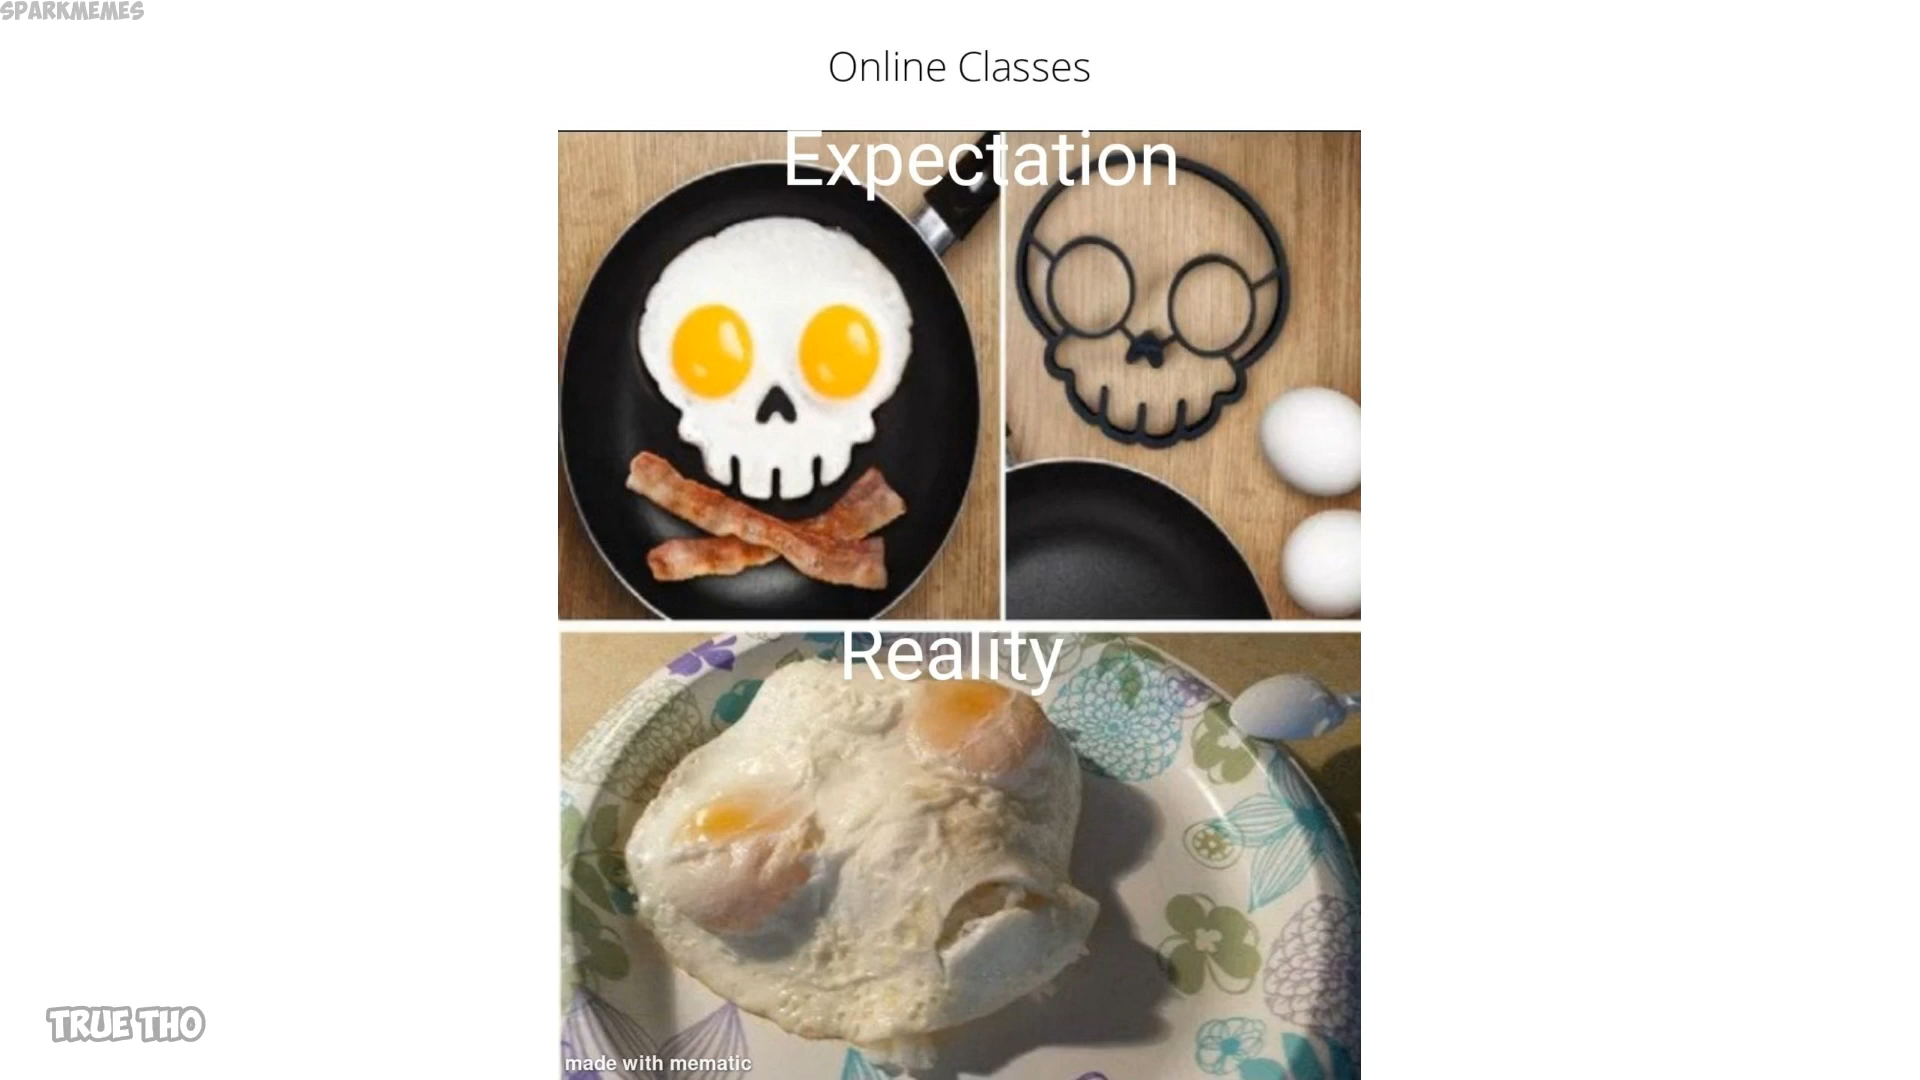 SPARKMEMES
Online Classes
Expectation
Reality
TRUE THO
made with mematic